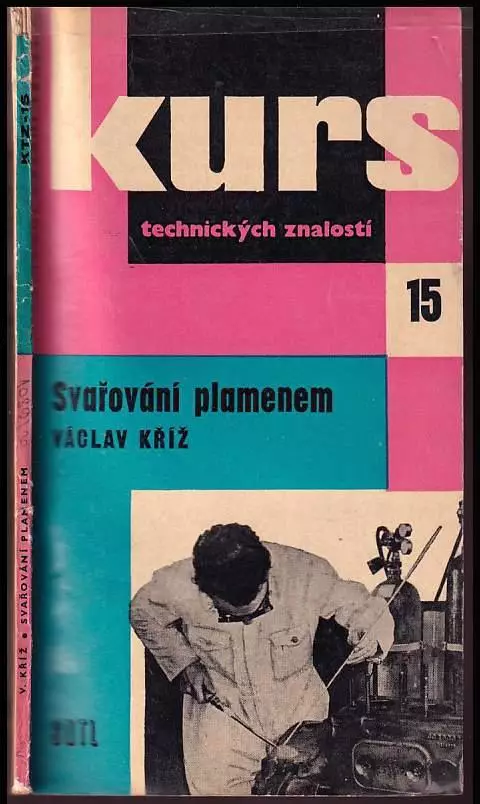 kurs
technických znalostí
15
Svařování plamenem
VÁCLAV KŘÍŽ
SNTL
KTZ-15
V. KŘÍŽ • SVAŘOVÁNÍ PLAMENEM